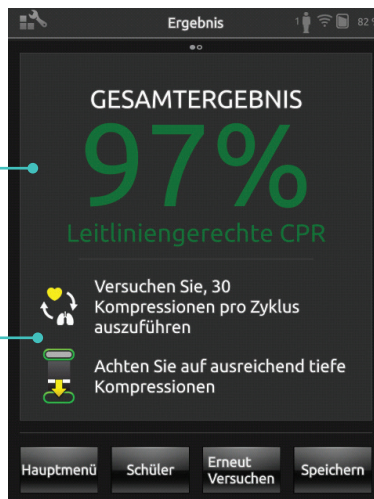 Ergebnis
1
82
GESAMTERGEBNIS
97%
Leitliniengerechte CPR
Versuchen Sie, 30
Kompressionen pro Zyklus
auszuführen
Achten Sie auf ausreichend tiefe
Kompressionen
Hauptmenü
Schüler
Erneut
Versuchen
Speichern